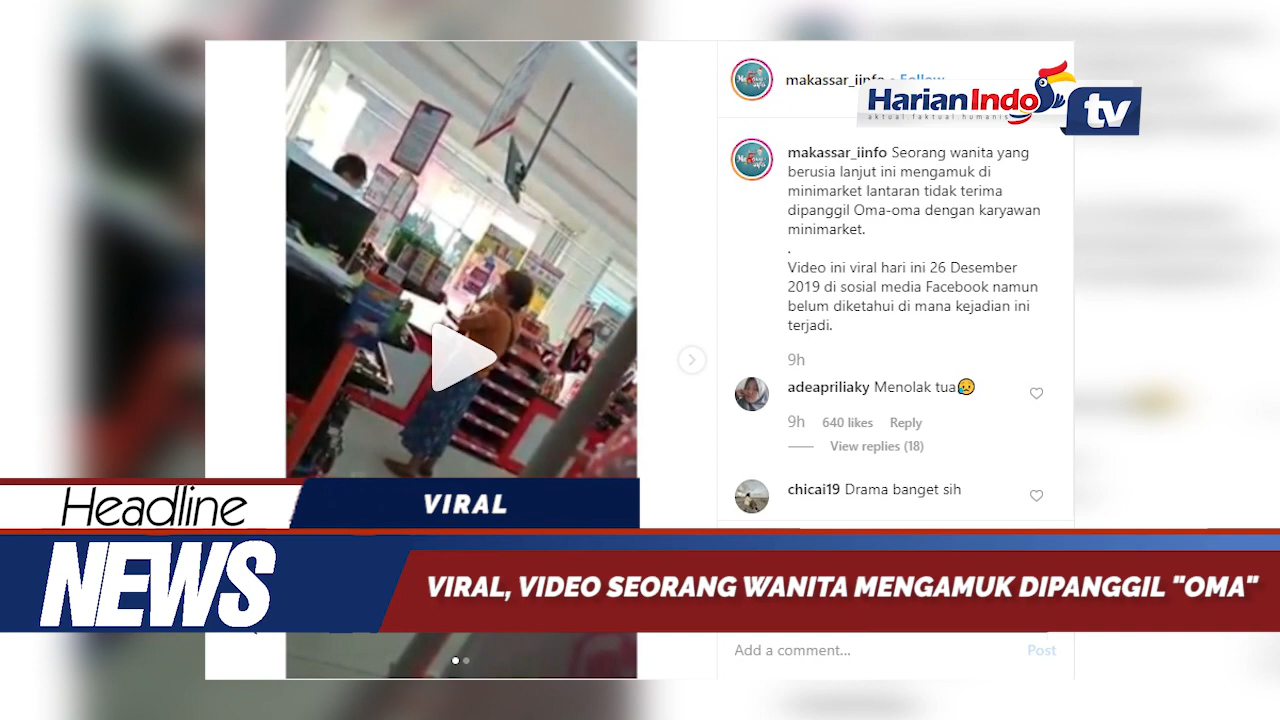 makassar_iinfo • Follow
HarianIndo
aktual.faktual.humanis
tv
makassar_iinfo Seorang wanita yang
berusia lanjut ini mengamuk di
minimarket lantaran tidak terima
dipanggil Oma-oma dengan karyawan
minimarket.
.
Video ini viral hari ini 26 Desember
2019 di sosial media Facebook namun
belum diketahui di mana kejadian ini
terjadi.
9h
adeapriliaky Menolak tua😥
9h 640 likes Reply
View replies (18)
chicai19 Drama banget sih
Headline
VIRAL
NEWS
VIRAL, VIDEO SEORANG WANITA MENGAMUK DIPANGGIL "OMA"
Add a comment...
Post